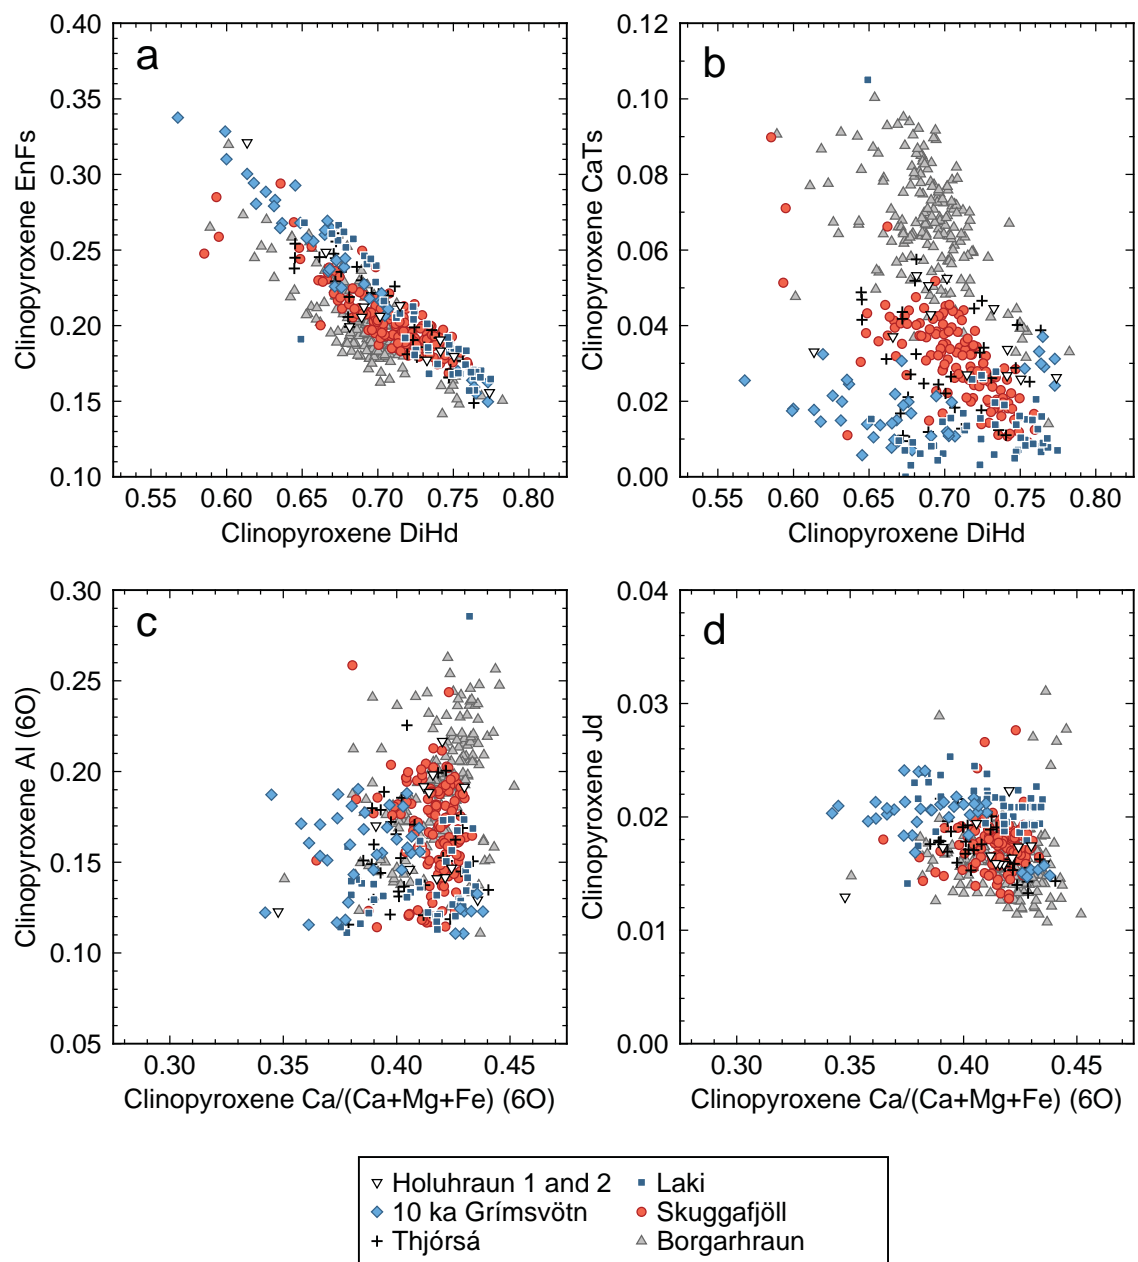 a
0.40
0.35
0.30
0.25
0.20
0.15
0.10
Clinopyroxene EnFs
0.55 0.60 0.65 0.70 0.75 0.80
Clinopyroxene DiHd
b
0.12
0.10
0.08
0.06
0.04
0.02
0.00
Clinopyroxene CaTs
0.55 0.60 0.65 0.70 0.75 0.80
Clinopyroxene DiHd
c
0.30
0.25
0.20
0.15
0.10
0.05
Clinopyroxene Al (6O)
0.30 0.35 0.40 0.45
Clinopyroxene Ca/(Ca+Mg+Fe) (6O)
d
0.04
0.03
0.02
0.01
0.00
Clinopyroxene Jd
0.30 0.35 0.40 0.45
Clinopyroxene Ca/(Ca+Mg+Fe) (6O)
Holuhraun 1 and 2 Laki
10 ka Grímsvötn Skuggafjöll
Thjórsá Borgarhraun